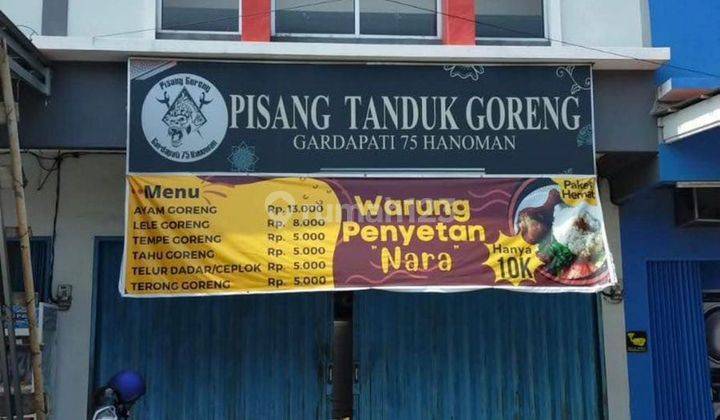 Pisang Goreng
Gardapati 75 Hanoman
PISANG TANDUK GORENG
GARDAPATI 75 HANOMAN
Menu
AYAM GORENG Rp. 13.000
LELE GORENG Rp. 8.000
TEMPE GORENG Rp. 5.000
TAHU GORENG Rp. 5.000
TELUR DADAR/CEPLOK Rp. 5.000
TERONG GORENG Rp. 5.000
Warung
Penyetan
"Nara"
Paket
Hemat
Hanya
10K
rumah123